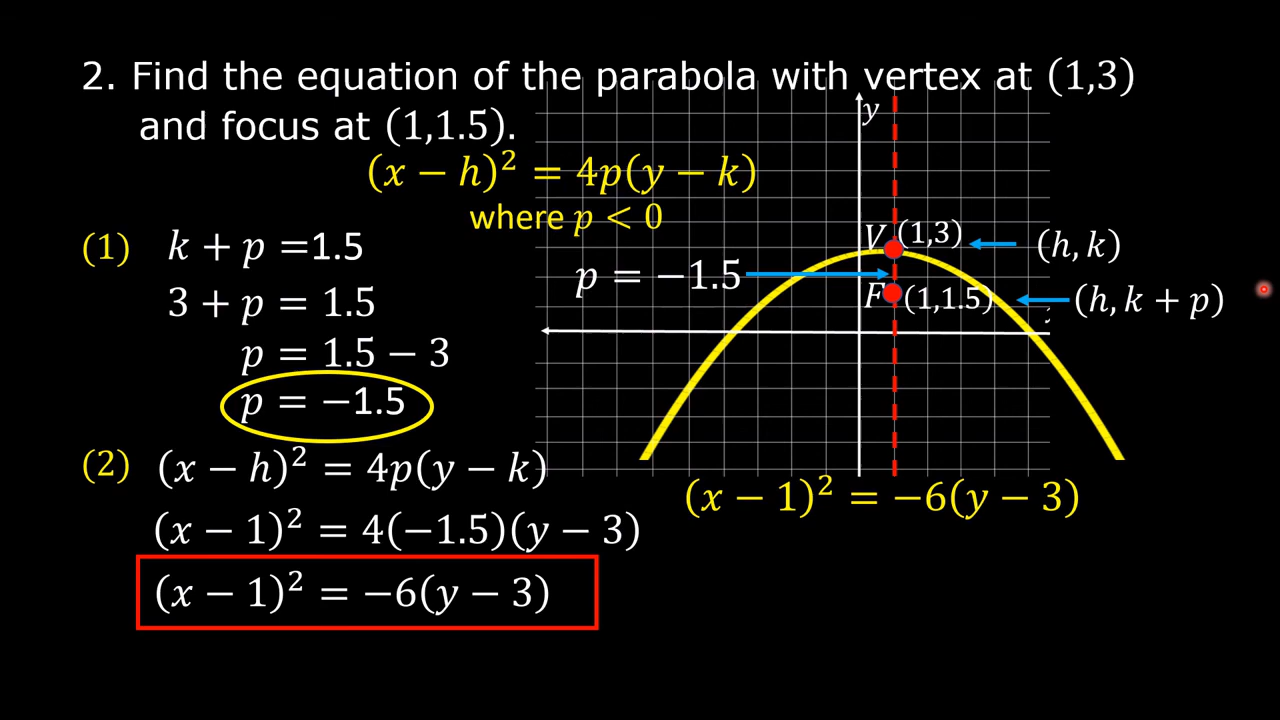 2. Find the equation of the parabola with vertex at (1,3)
and focus at (1,1.5).
y
(x − h)² = 4p(y − k)
where p < 0
(1) k + p =1.5
3 + p = 1.5
p = 1.5 − 3
p = −1.5
V (1,3) (h, k)
p = −1.5
F (1,1.5) (h, k + p)
(2) (x − h)² = 4p(y − k)
(x − 1)² = 4(−1.5)(y − 3)
(x − 1)² = −6(y − 3)
(x − 1)² = −6(y − 3)